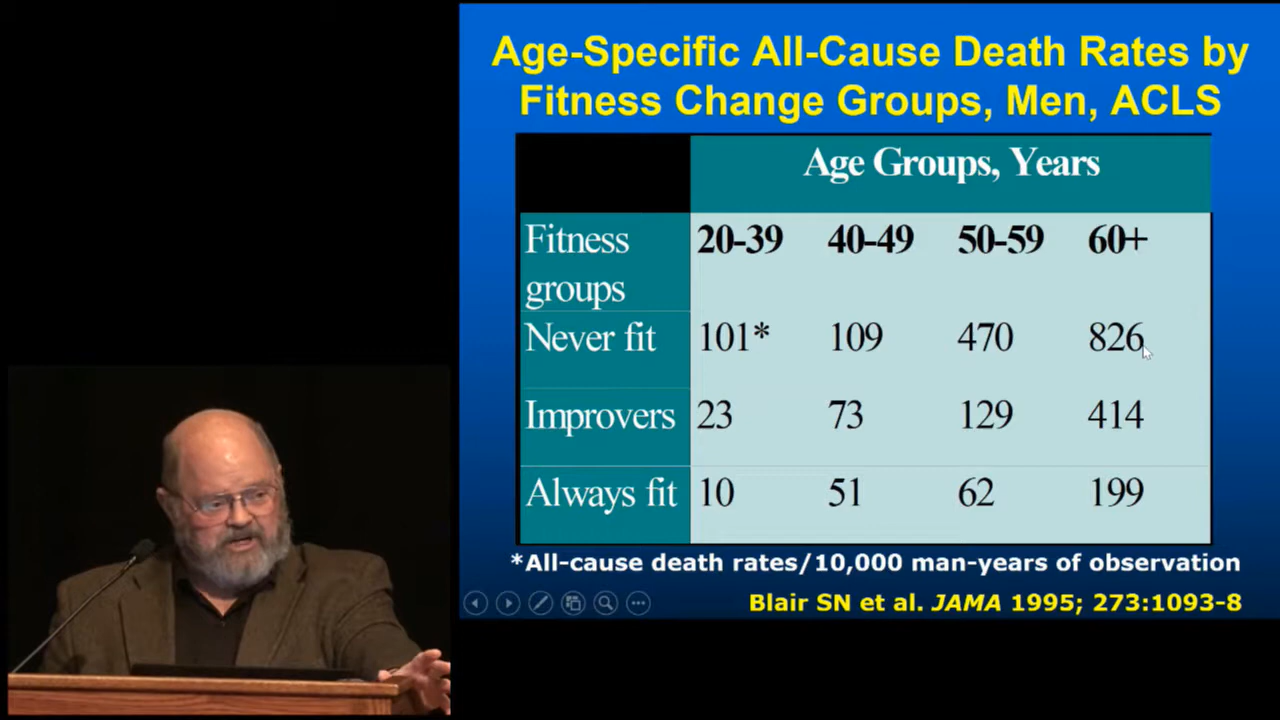 Age-Specific All-Cause Death Rates by
Fitness Change Groups, Men, ACLS
Age Groups, Years
Fitness groups 20-39 40-49 50-59 60+
Never fit 101* 109 470 826
Improvers 23 73 129 414
Always fit 10 51 62 199
*All-cause death rates/10,000 man-years of observation
Blair SN et al. JAMA 1995; 273:1093-8